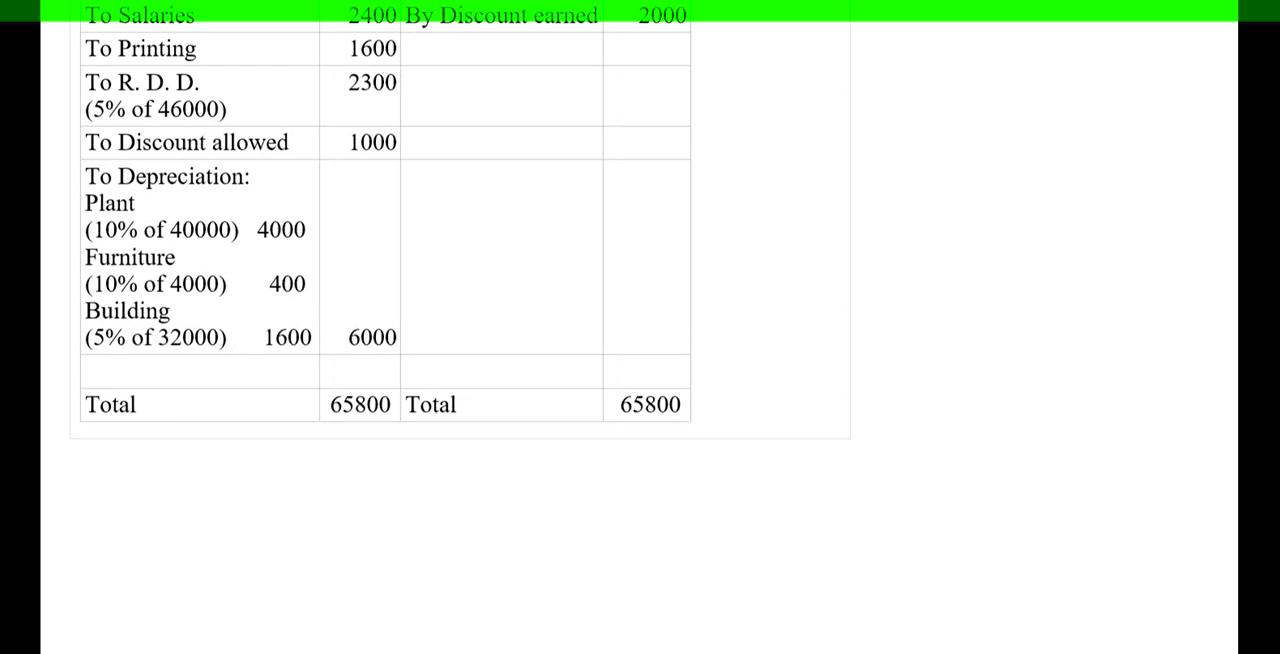 To Salaries 2400 By Discount earned 2000
To Printing 1600
To R. D. D. 2300
(5% of 46000)
To Discount allowed 1000
To Depreciation:
Plant
(10% of 40000) 4000
Furniture
(10% of 4000) 400
Building
(5% of 32000) 1600 6000
Total 65800 Total 65800